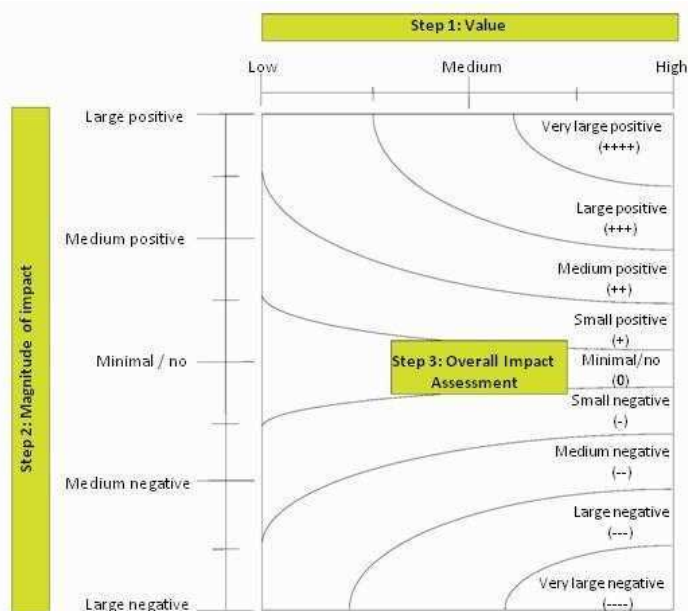 Step 1: Value
Low
Medium
High
Step 2: Magnitude of impact
Large positive
Medium positive
Minimal / no
Medium negative
Large negative
Very large positive
(++++)
Large positive
(+++)
Medium positive
(++)
Small positive
(+)
Step 3: Overall Impact
Assessment
Minimal/no
(0)
Small negative
(-)
Medium negative
(--)
Large negative
(---)
Very large negative
(----)